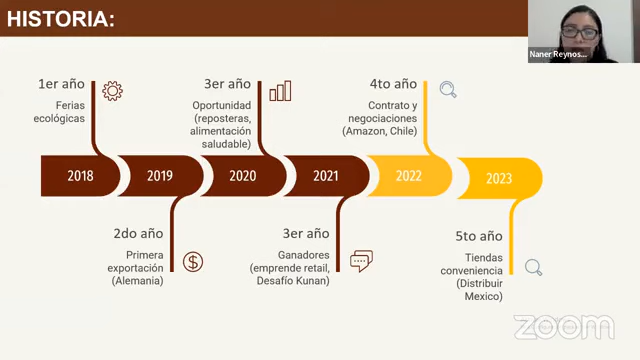 HISTORIA:
Naner Reynos...
1er año
Ferias
ecológicas
3er año
Oportunidad
(reposteras,
alimentación
saludable)
4to año
Contrato y
negociaciones
(Amazon, Chile)
2018
2019
2020
2021
2022
2023
2do año
Primera
exportación
(Alemania)
3er año
Ganadores
(emprende retail,
Desafío Kunan)
5to año
Tiendas
conveniencia
(Distribuir
Mexico)
zoom